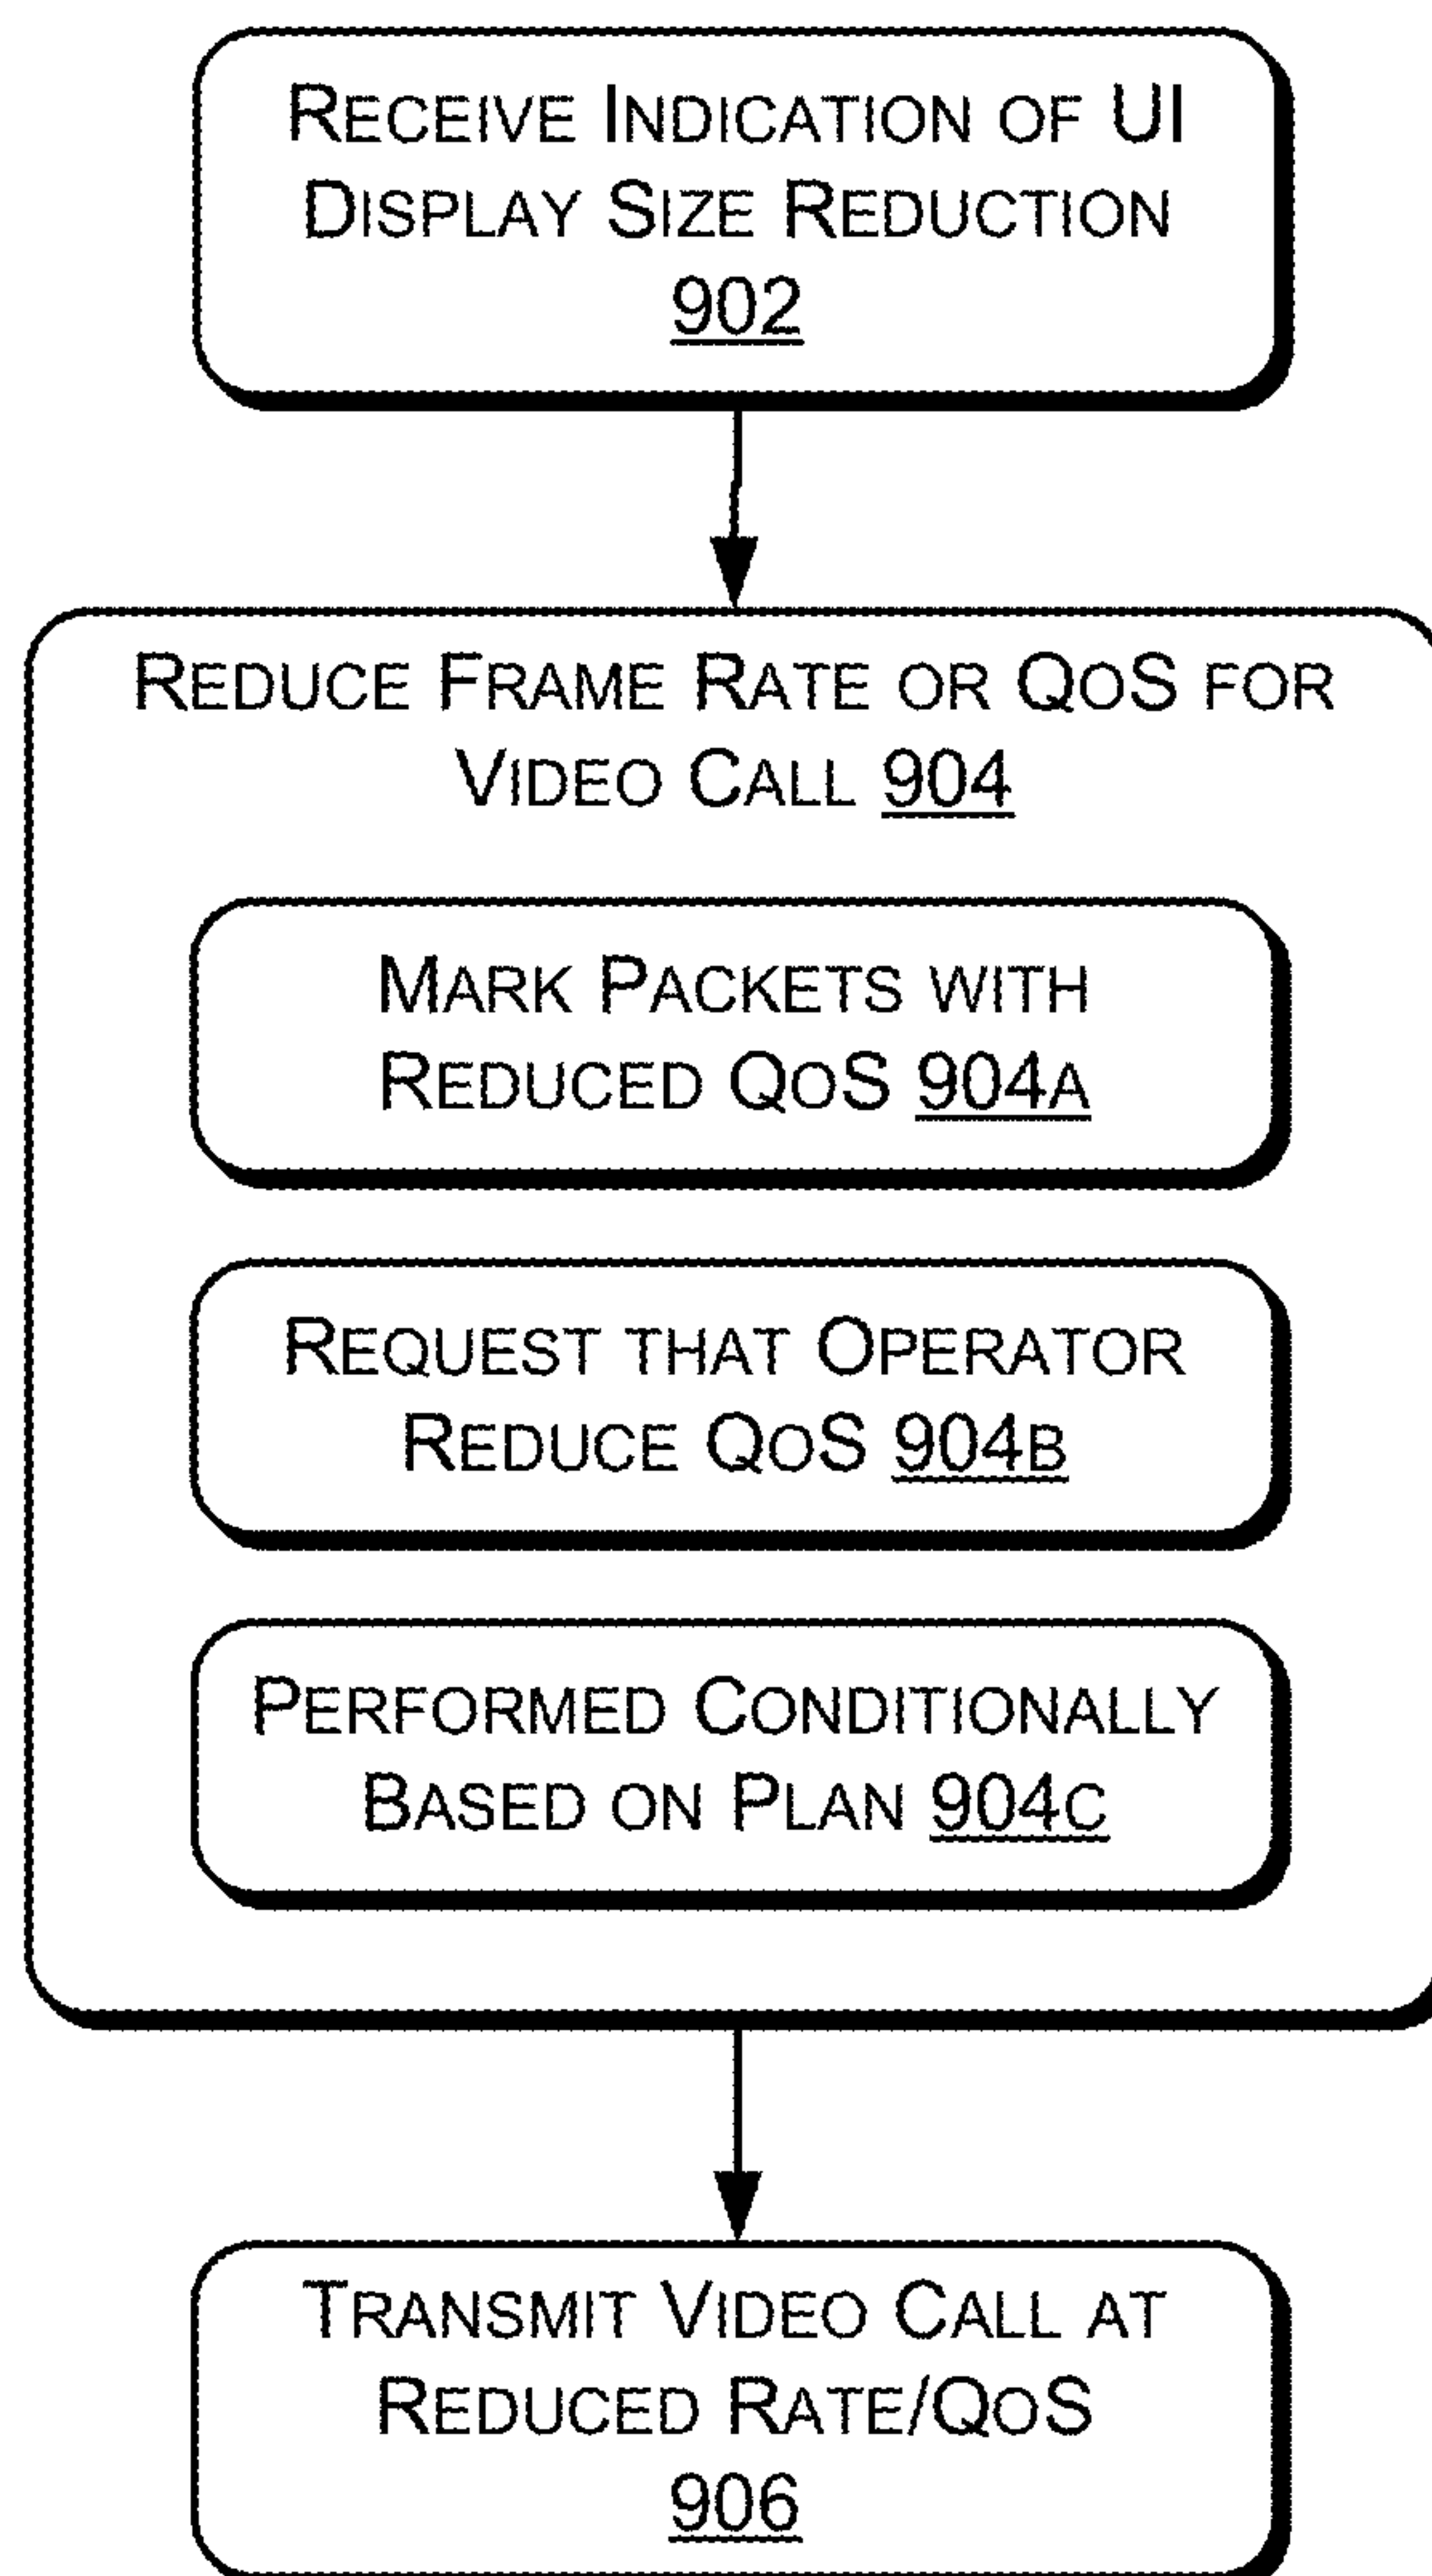 RECEIVE INDICATION OF UI
DISPLAY SIZE REDUCTION
902
REDUCE FRAME RATE OR QOS FOR
VIDEO CALL 904
MARK PACKETS WITH
REDUCED QOS 904A
REQUEST THAT OPERATOR
REDUCE QOS 904B
PERFORMED CONDITIONALLY
BASED ON PLAN 904C
TRANSMIT VIDEO CALL AT
REDUCED RATE/QOS
906